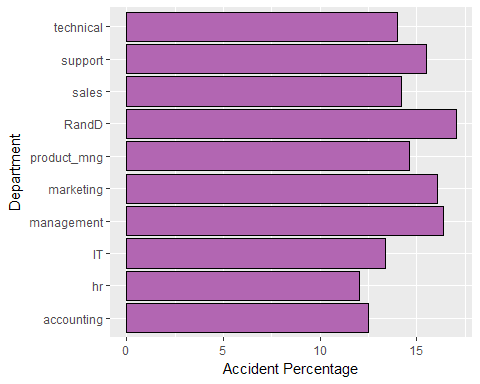 technical
support
sales
RandD
product_mng
marketing
management
IT
hr
accounting
Department
0 5 10 15
Accident Percentage